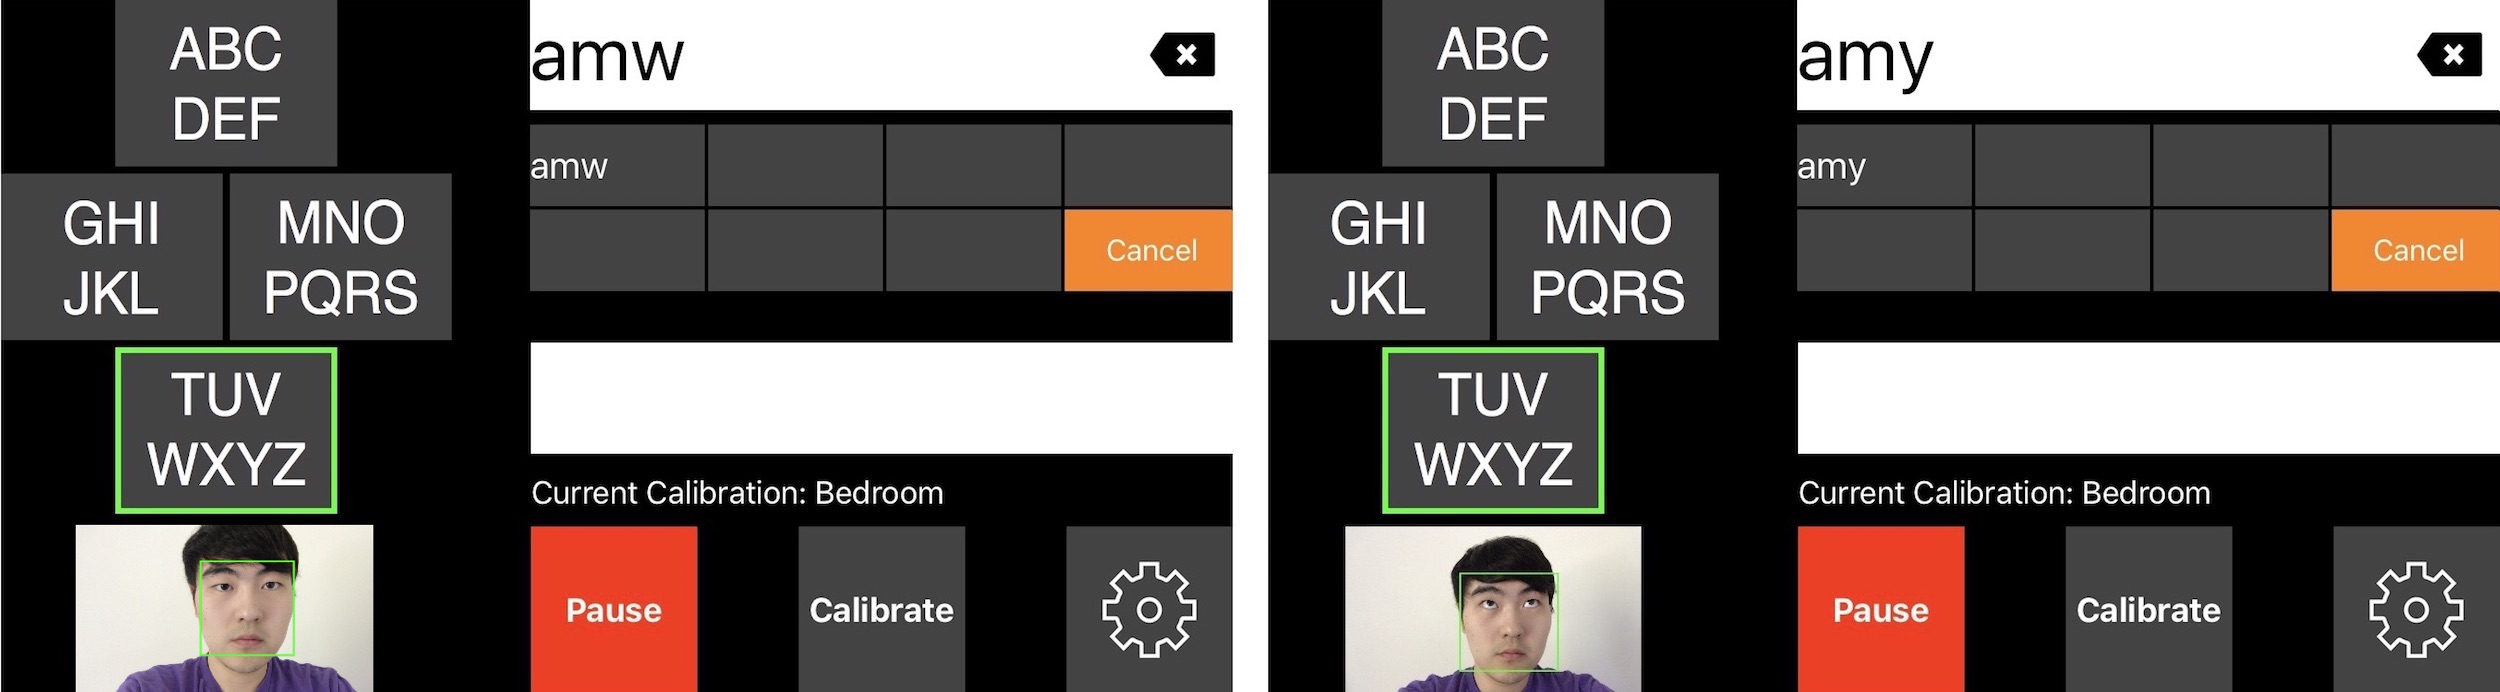 ABC
DEF
GHI
JKL
MNO
PQRS
TUV
WXYZ
amw
amw
Cancel
Current Calibration: Bedroom
Pause
Calibrate
ABC
DEF
GHI
JKL
MNO
PQRS
TUV
WXYZ
amy
amy
Cancel
Current Calibration: Bedroom
Pause
Calibrate